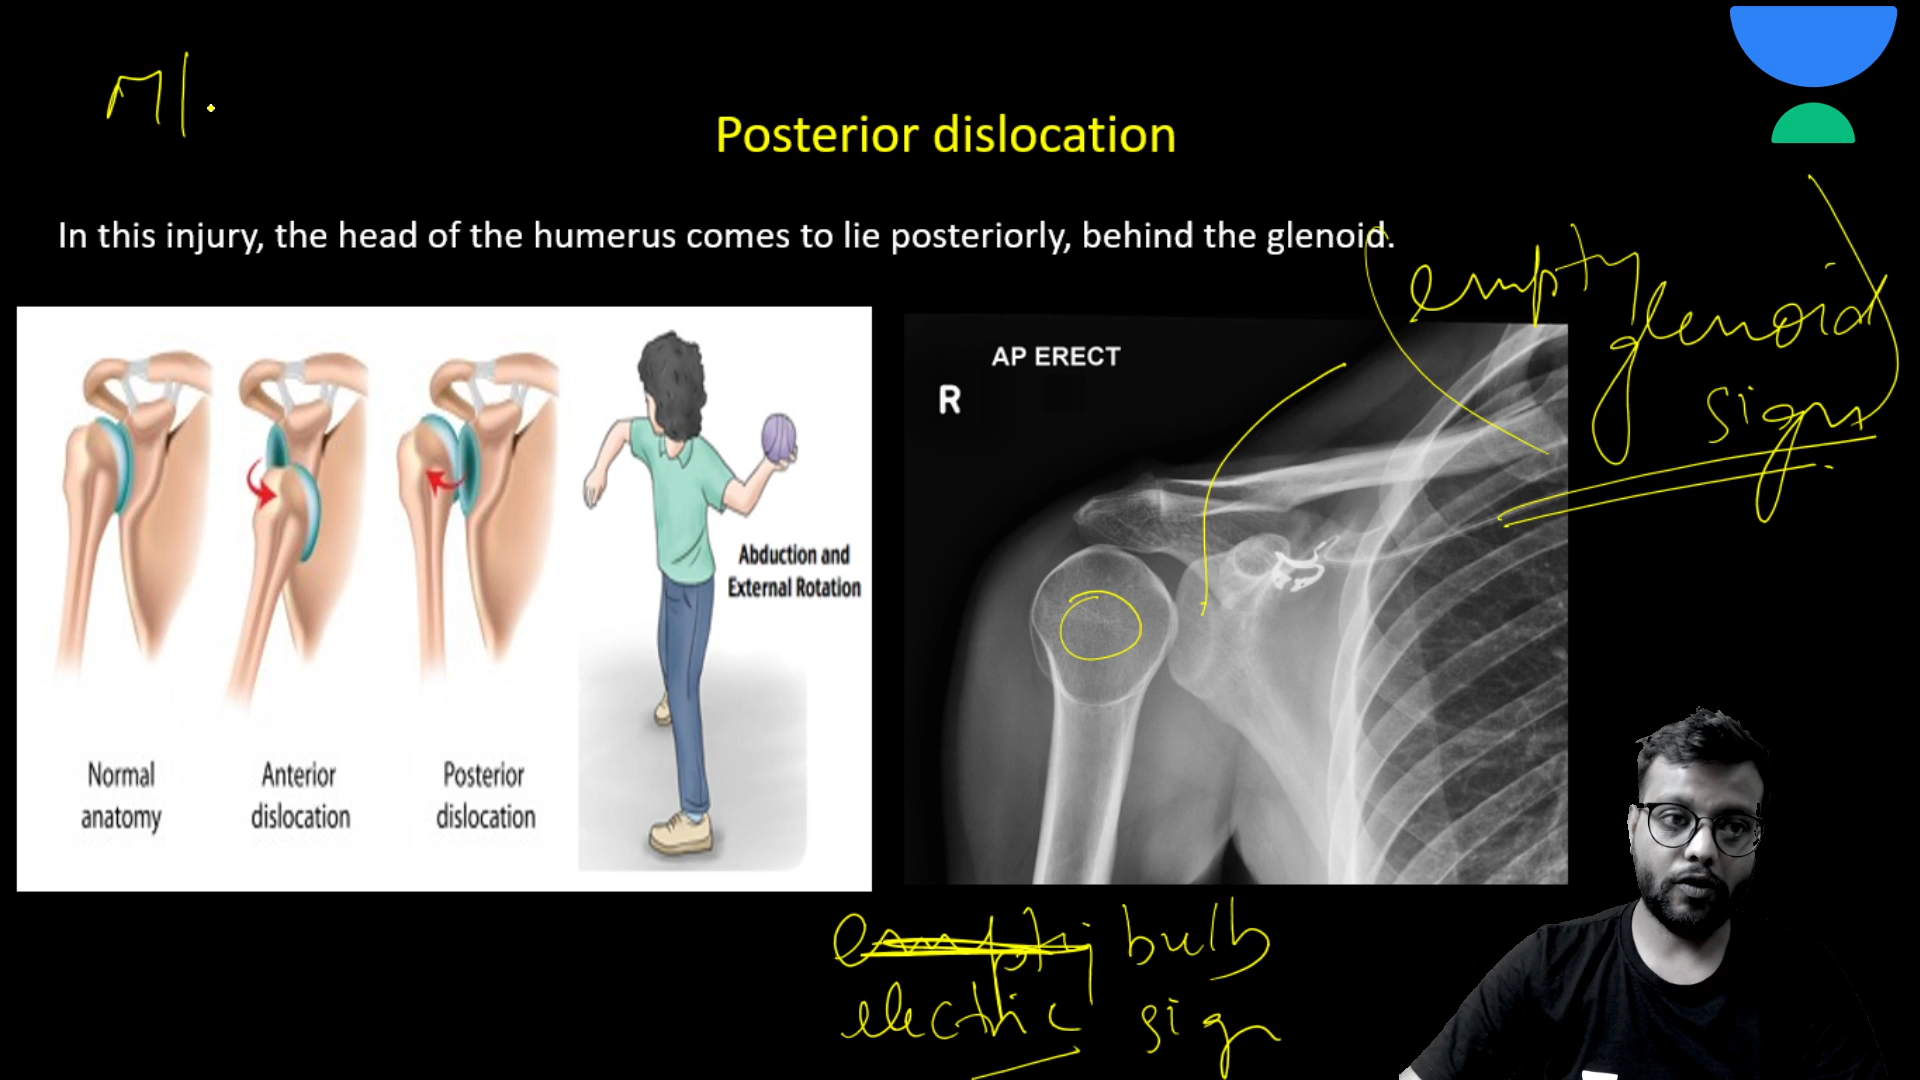 M/.
Posterior dislocation
In this injury, the head of the humerus comes to lie posteriorly, behind the glenoid.
empty
glenoid
sign
AP ERECT
R
Abduction and
External Rotation
Normal
anatomy
Anterior
dislocation
Posterior
dislocation
empty bulb
electric sign